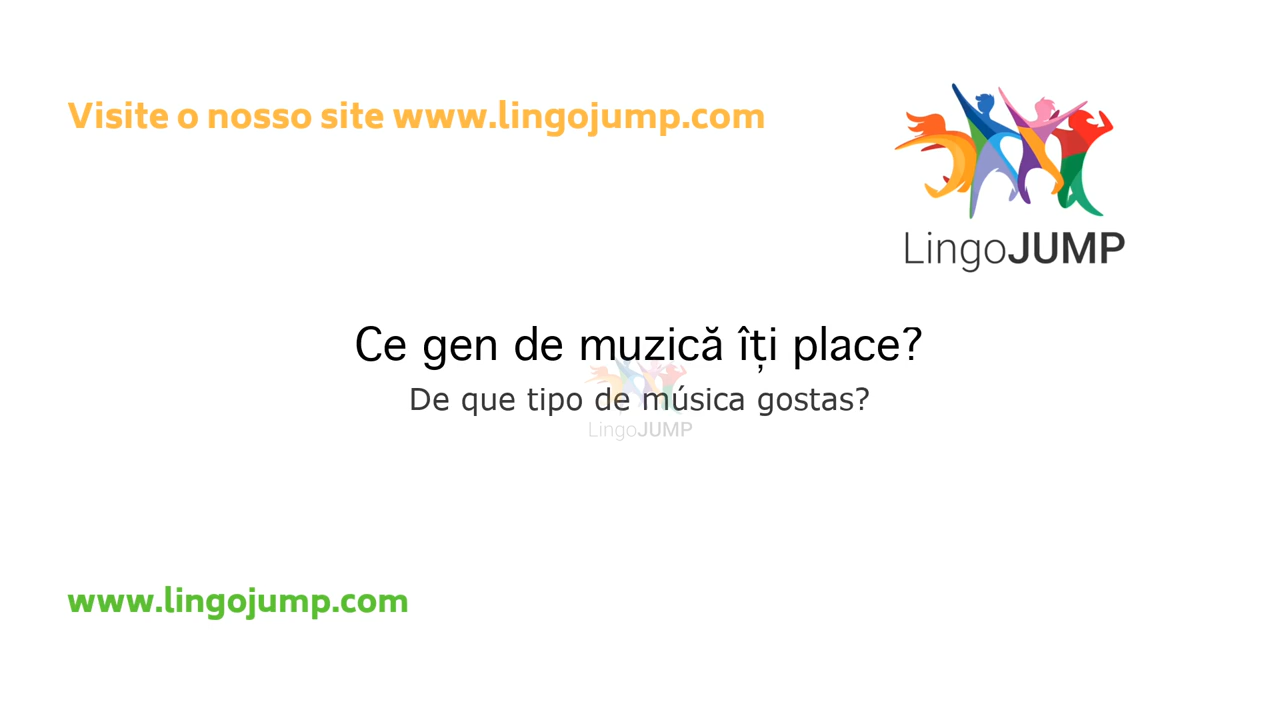 Visite o nosso site www.lingojump.com
LingoJUMP
Ce gen de muzică îți place?
De que tipo de música gostas?
LingoJUMP
www.lingojump.com